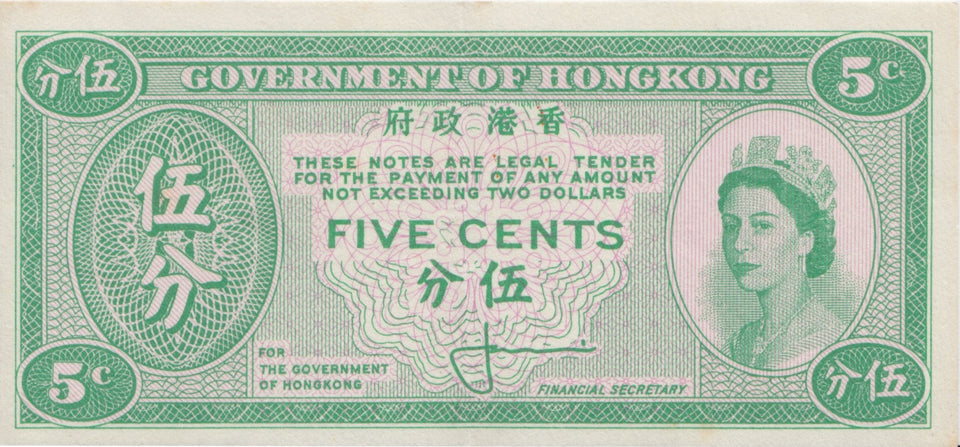 伍分
GOVERNMENT OF HONGKONG
5¢
香港政府
伍分
THESE NOTES ARE LEGAL TENDER
FOR THE PAYMENT OF ANY AMOUNT
NOT EXCEEDING TWO DOLLARS
FIVE CENTS
伍分
FOR
THE GOVERNMENT
OF HONGKONG
FINANCIAL SECRETARY
5¢
伍分